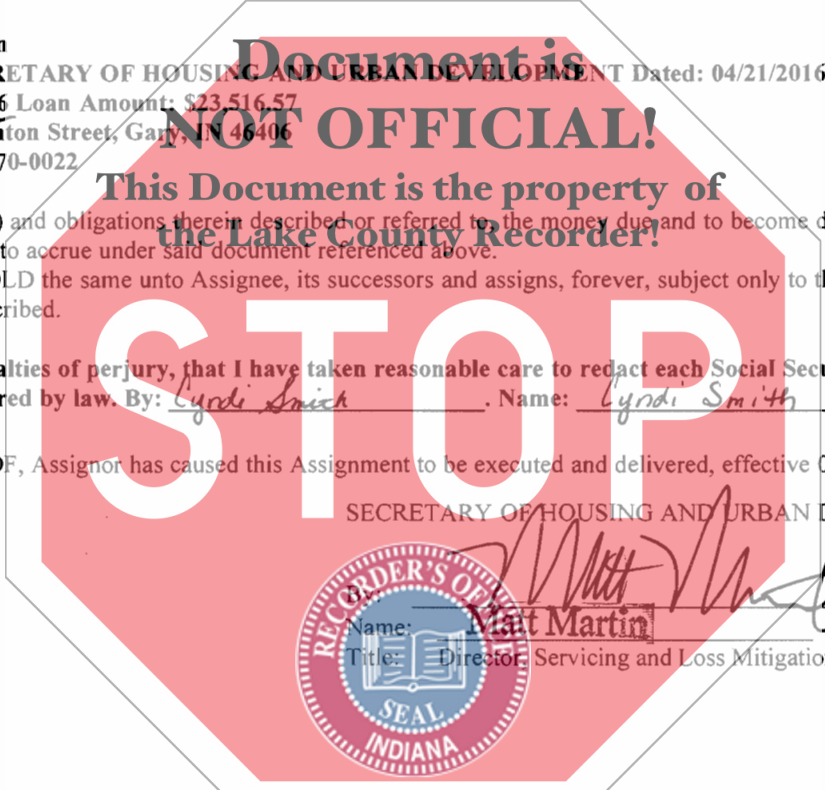 n
Document is
RETARY OF HOUSING AND URBAN DEVELOPMENT Dated: 04/21/2016
6 Loan Amount: $23,516.57
NOT OFFICIAL!
ton Street, Gary, IN 46406
70-0022
This Document is the property of
the Lake County Recorder!
) and obligations therein described or referred to, the money due and to become d
to accrue under said document referenced above.
LD the same unto Assignee, its successors and assigns, forever, subject only to t
cribed.
STOP
alties of perjury, that I have taken reasonable care to redact each Social Secu
red by law. By: Cyndi Smith. Name: Cyndi Smith
F, Assignor has caused this Assignment to be executed and delivered, effective
SECRETARY OF HOUSING AND URBAN D
By:
Name: Matt Martin
Title: Director, Servicing and Loss Mitigatio
RECORDER'S OFFICE
SEAL
INDIANA